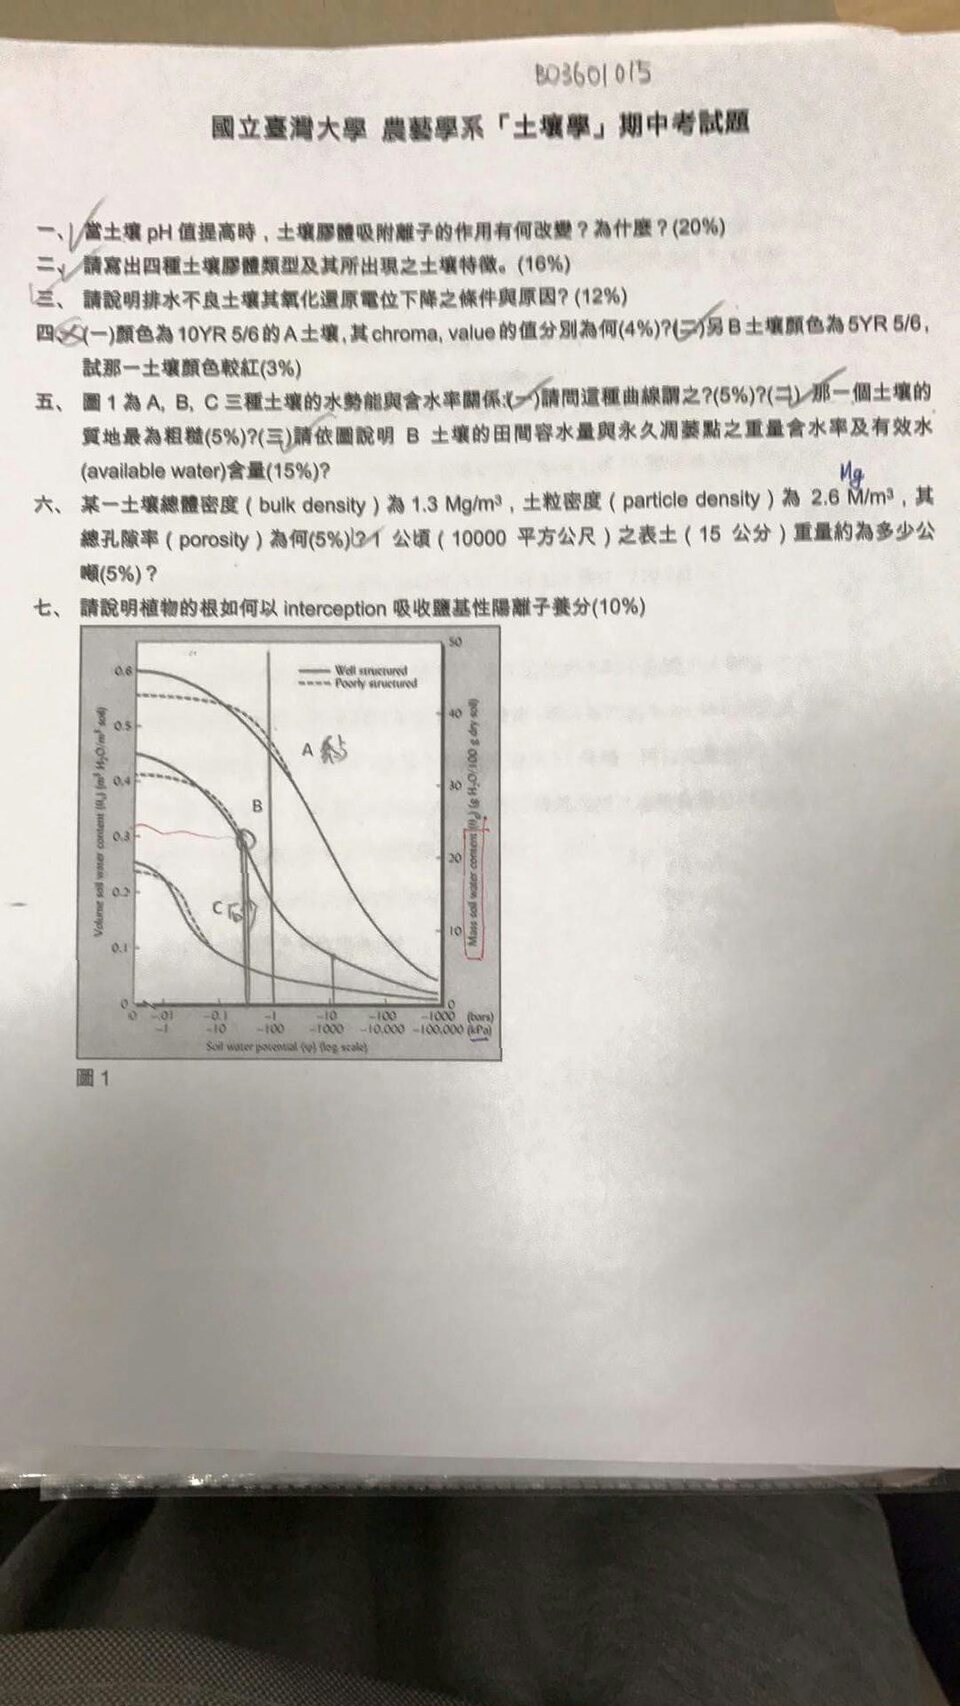 B03601015
國立臺灣大學 農藝學系「土壤學」期中考試題
一、當土壤 pH 值提高時，土壤膠體吸附離子的作用有何改變？為什麼？(20%)
二、請寫出四種土壤膠體類型及其所出現之土壤特徵。(16%)
三、請說明排水不良土壤其氧化還原電位下降之條件與原因? (12%)
四、(一)顏色為 10YR 5/6 的 A 土壤, 其 chroma, value 的值分別為何(4%)?(二)另 B 土壤顏色為 5YR 5/6,
試那一土壤顏色較紅(3%)
五、圖 1 為 A, B, C 三種土壤的水勢能與含水率關係:(一)請問這種曲線謂之?(5%)?(二)那一個土壤的
質地最為粗糙(5%)?(三)請依圖說明 B 土壤的田間容水量與永久凋萎點之重量含水率及有效水
(available water)含量(15%)?
Mg
六、某一土壤總體密度（bulk density）為 1.3 Mg/m³，土粒密度（particle density）為 2.6 M/m³，其
總孔隙率（porosity）為何(5%)? 1 公頃（10000 平方公尺）之表土（15 公分）重量約為多少公
噸(5%)？
七、請說明植物的根如何以 interception 吸收鹽基性陽離子養分(10%)
Well structured
Poorly structured
A 黏
B
C
Volume soil water content (θv) (m³ H₂O/m³ soil)
0.6
0.5
0.4
0.3
0.2
0.1
0
50
40
30
20
10
0
Mass soil water content (θ) (g H₂O/100 g dry soil)
0 -.01 -0.1 -1 -10 -100 -1000 (bars)
-1 -10 -100 -1000 -10,000 -100,000 (kPa)
Soil water potential (ψ) (log scale)
圖 1